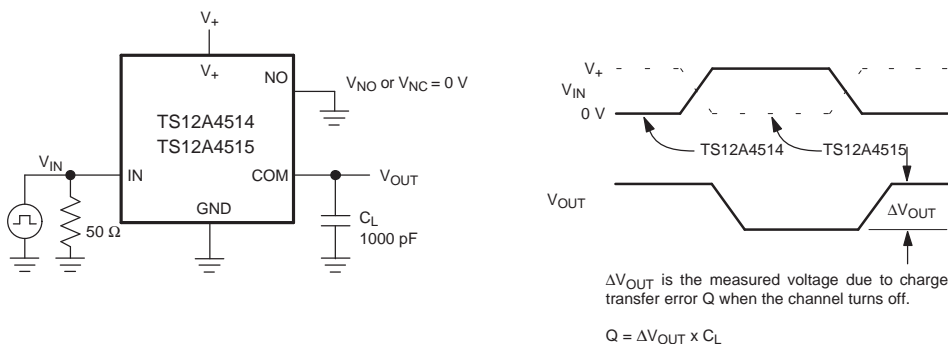 V+
V+
NO
VNO or VNC = 0 V
TS12A4514
TS12A4515
VIN
IN
COM
VOUT
GND
50 Ω
CL
1000 pF
V+
VIN
0 V
TS12A4514
TS12A4515
VOUT
ΔVOUT
ΔVOUT is the measured voltage due to charge
transfer error Q when the channel turns off.
Q = ΔVOUT x CL